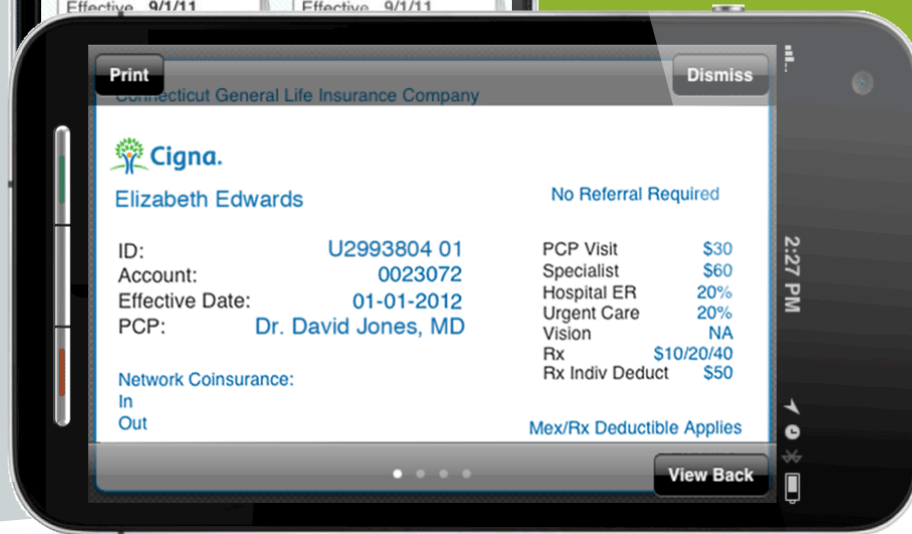 Effective 9/1/11 Effective 9/1/11
Print Dismiss
Connecticut General Life Insurance Company
Cigna.
Elizabeth Edwards
No Referral Required
ID: U2993804 01
Account: 0023072
Effective Date: 01-01-2012
PCP: Dr. David Jones, MD
PCP Visit $30
Specialist $60
Hospital ER 20%
Urgent Care 20%
Vision NA
Rx $10/20/40
Rx Indiv Deduct $50
Network Coinsurance:
In
Out
Mex/Rx Deductible Applies
View Back
2:27 PM